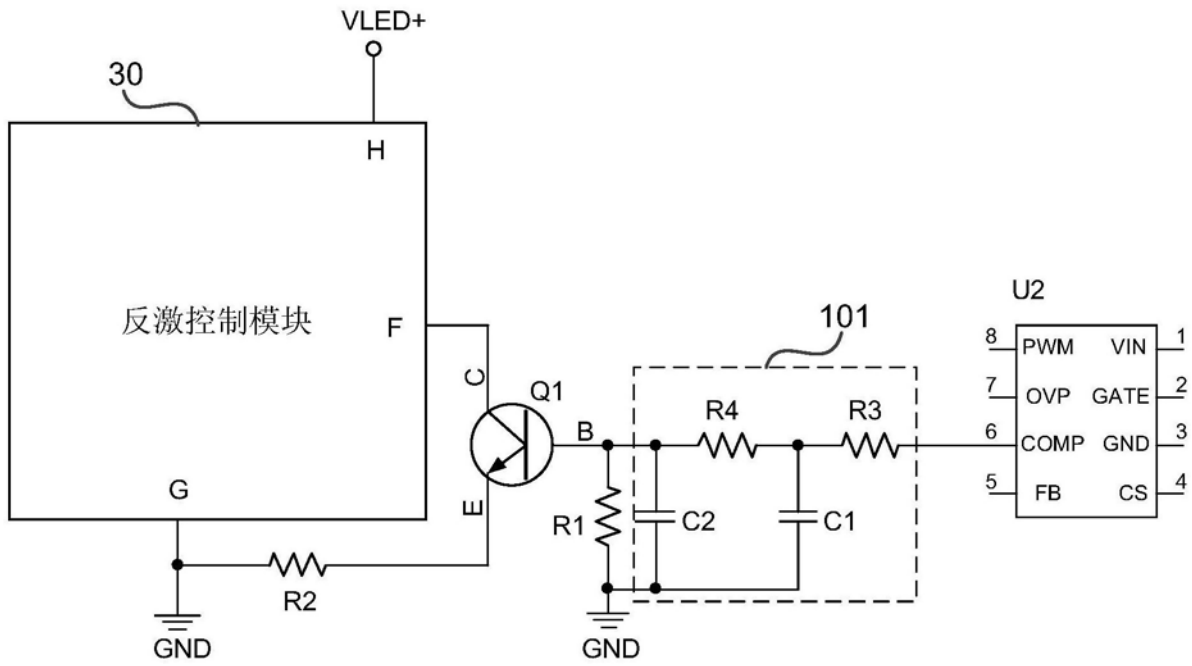 VLED+
30
H
反激控制模块
F
C
Q1
B
E
G
R2
GND
101
R4
R3
R1
C2
C1
GND
U2
8 PWM VIN 1
7 OVP GATE 2
6 COMP GND 3
5 FB CS 4